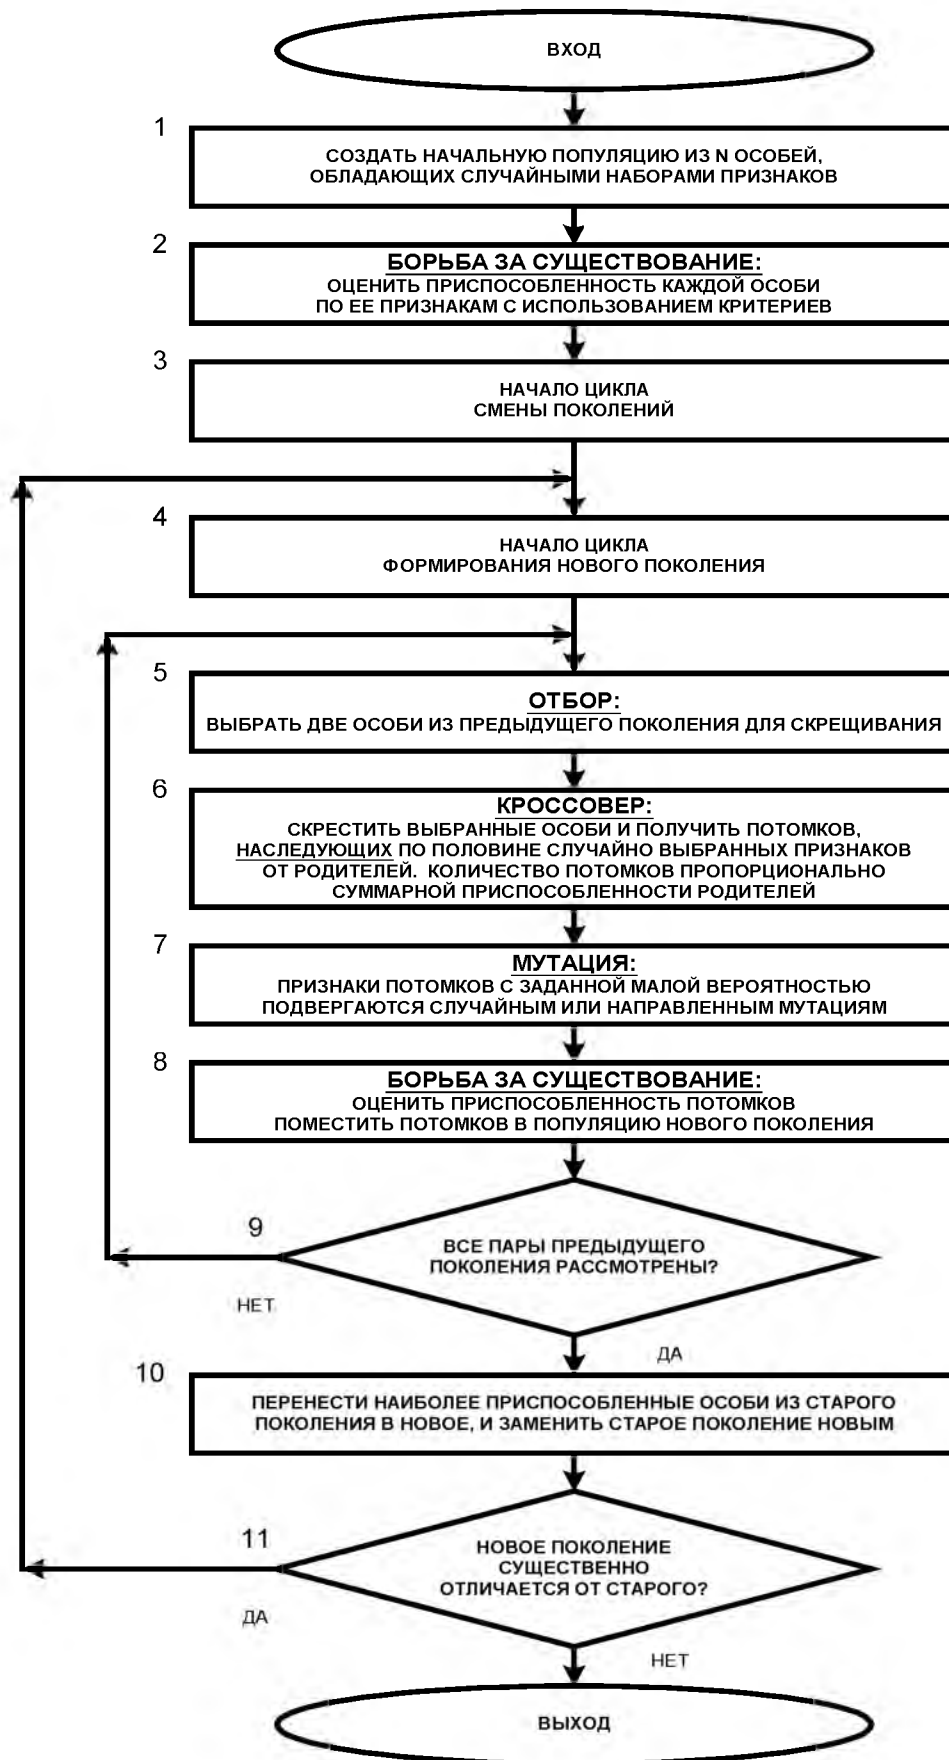 ВХОД
1
СОЗДАТЬ НАЧАЛЬНУЮ ПОПУЛЯЦИЮ ИЗ N ОСОБЕЙ,
ОБЛАДАЮЩИХ СЛУЧАЙНЫМИ НАБОРАМИ ПРИЗНАКОВ
2
БОРЬБА ЗА СУЩЕСТВОВАНИЕ:
ОЦЕНИТЬ ПРИСПОСОБЛЕННОСТЬ КАЖДОЙ ОСОБИ
ПО ЕЕ ПРИЗНАКАМ С ИСПОЛЬЗОВАНИЕМ КРИТЕРИЕВ
3
НАЧАЛО ЦИКЛА
СМЕНЫ ПОКОЛЕНИЙ
4
НАЧАЛО ЦИКЛА
ФОРМИРОВАНИЯ НОВОГО ПОКОЛЕНИЯ
5
ОТБОР:
ВЫБРАТЬ ДВЕ ОСОБИ ИЗ ПРЕДЫДУЩЕГО ПОКОЛЕНИЯ ДЛЯ СКРЕЩИВАНИЯ
6
КРОССОВЕР:
СКРЕСТИТЬ ВЫБРАННЫЕ ОСОБИ И ПОЛУЧИТЬ ПОТОМКОВ,
НАСЛЕДУЮЩИХ ПО ПОЛОВИНЕ СЛУЧАЙНО ВЫБРАННЫХ ПРИЗНАКОВ
ОТ РОДИТЕЛЕЙ. КОЛИЧЕСТВО ПОТОМКОВ ПРОПОРЦИОНАЛЬНО
СУММАРНОЙ ПРИСПОСОБЛЕННОСТИ РОДИТЕЛЕЙ
7
МУТАЦИЯ:
ПРИЗНАКИ ПОТОМКОВ С ЗАДАННОЙ МАЛОЙ ВЕРОЯТНОСТЬЮ
ПОДВЕРГАЮТСЯ СЛУЧАЙНЫМ ИЛИ НАПРАВЛЕННЫМ МУТАЦИЯМ
8
БОРЬБА ЗА СУЩЕСТВОВАНИЕ:
ОЦЕНИТЬ ПРИСПОСОБЛЕННОСТЬ ПОТОМКОВ
ПОМЕСТИТЬ ПОТОМКОВ В ПОПУЛЯЦИЮ НОВОГО ПОКОЛЕНИЯ
9
ВСЕ ПАРЫ ПРЕДЫДУЩЕГО
ПОКОЛЕНИЯ РАССМОТРЕНЫ?
НЕТ
ДА
10
ПЕРЕНЕСТИ НАИБОЛЕЕ ПРИСПОСОБЛЕННЫЕ ОСОБИ ИЗ СТАРОГО
ПОКОЛЕНИЯ В НОВОЕ, И ЗАМЕНИТЬ СТАРОЕ ПОКОЛЕНИЕ НОВЫМ
11
НОВОЕ ПОКОЛЕНИЕ
СУЩЕСТВЕННО
ОТЛИЧАЕТСЯ ОТ СТАРОГО?
ДА
НЕТ
ВЫХОД